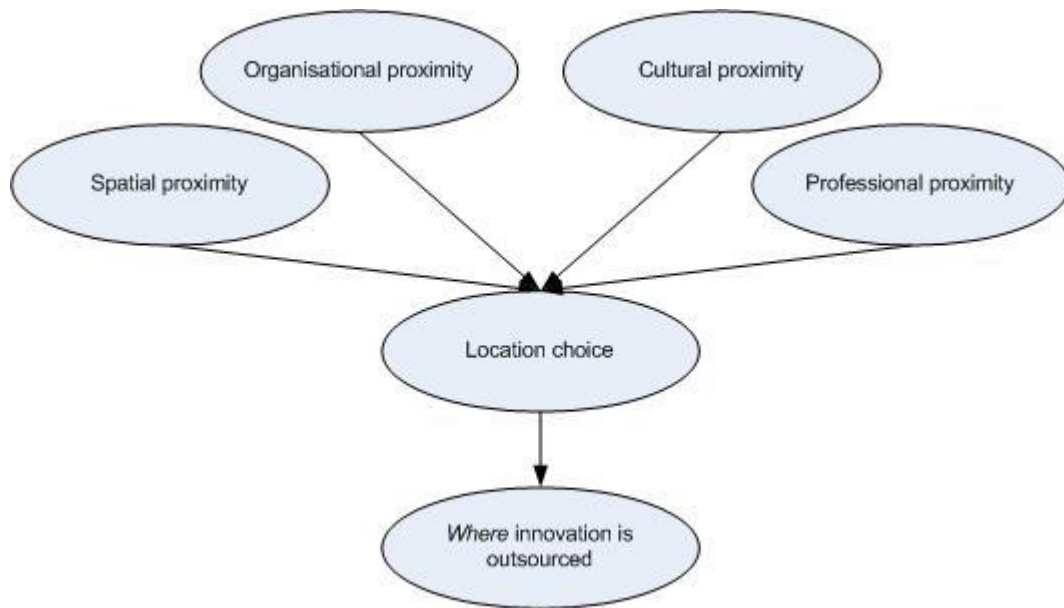 Organisational proximity
Cultural proximity
Spatial proximity
Professional proximity
Location choice
Where innovation is
outsourced